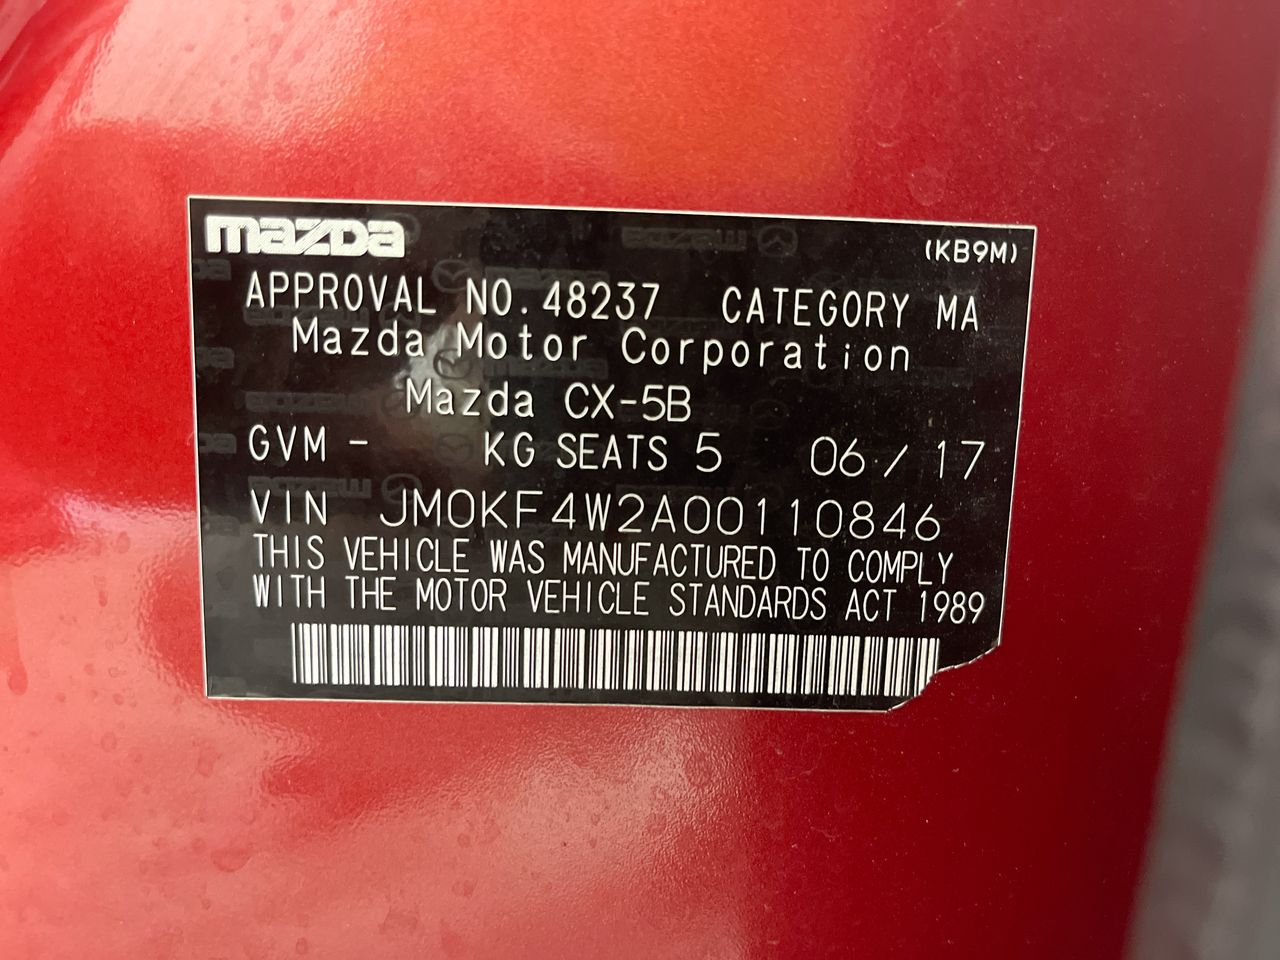 mazda
(KB9M)
APPROVAL NO. 48237 CATEGORY MA
Mazda Motor Corporation
Mazda CX-5B
GVM - KG SEATS 5 06 / 17
VIN JM0KF4W2A00110846
THIS VEHICLE WAS MANUFACTURED TO COMPLY
WITH THE MOTOR VEHICLE STANDARDS ACT 1989